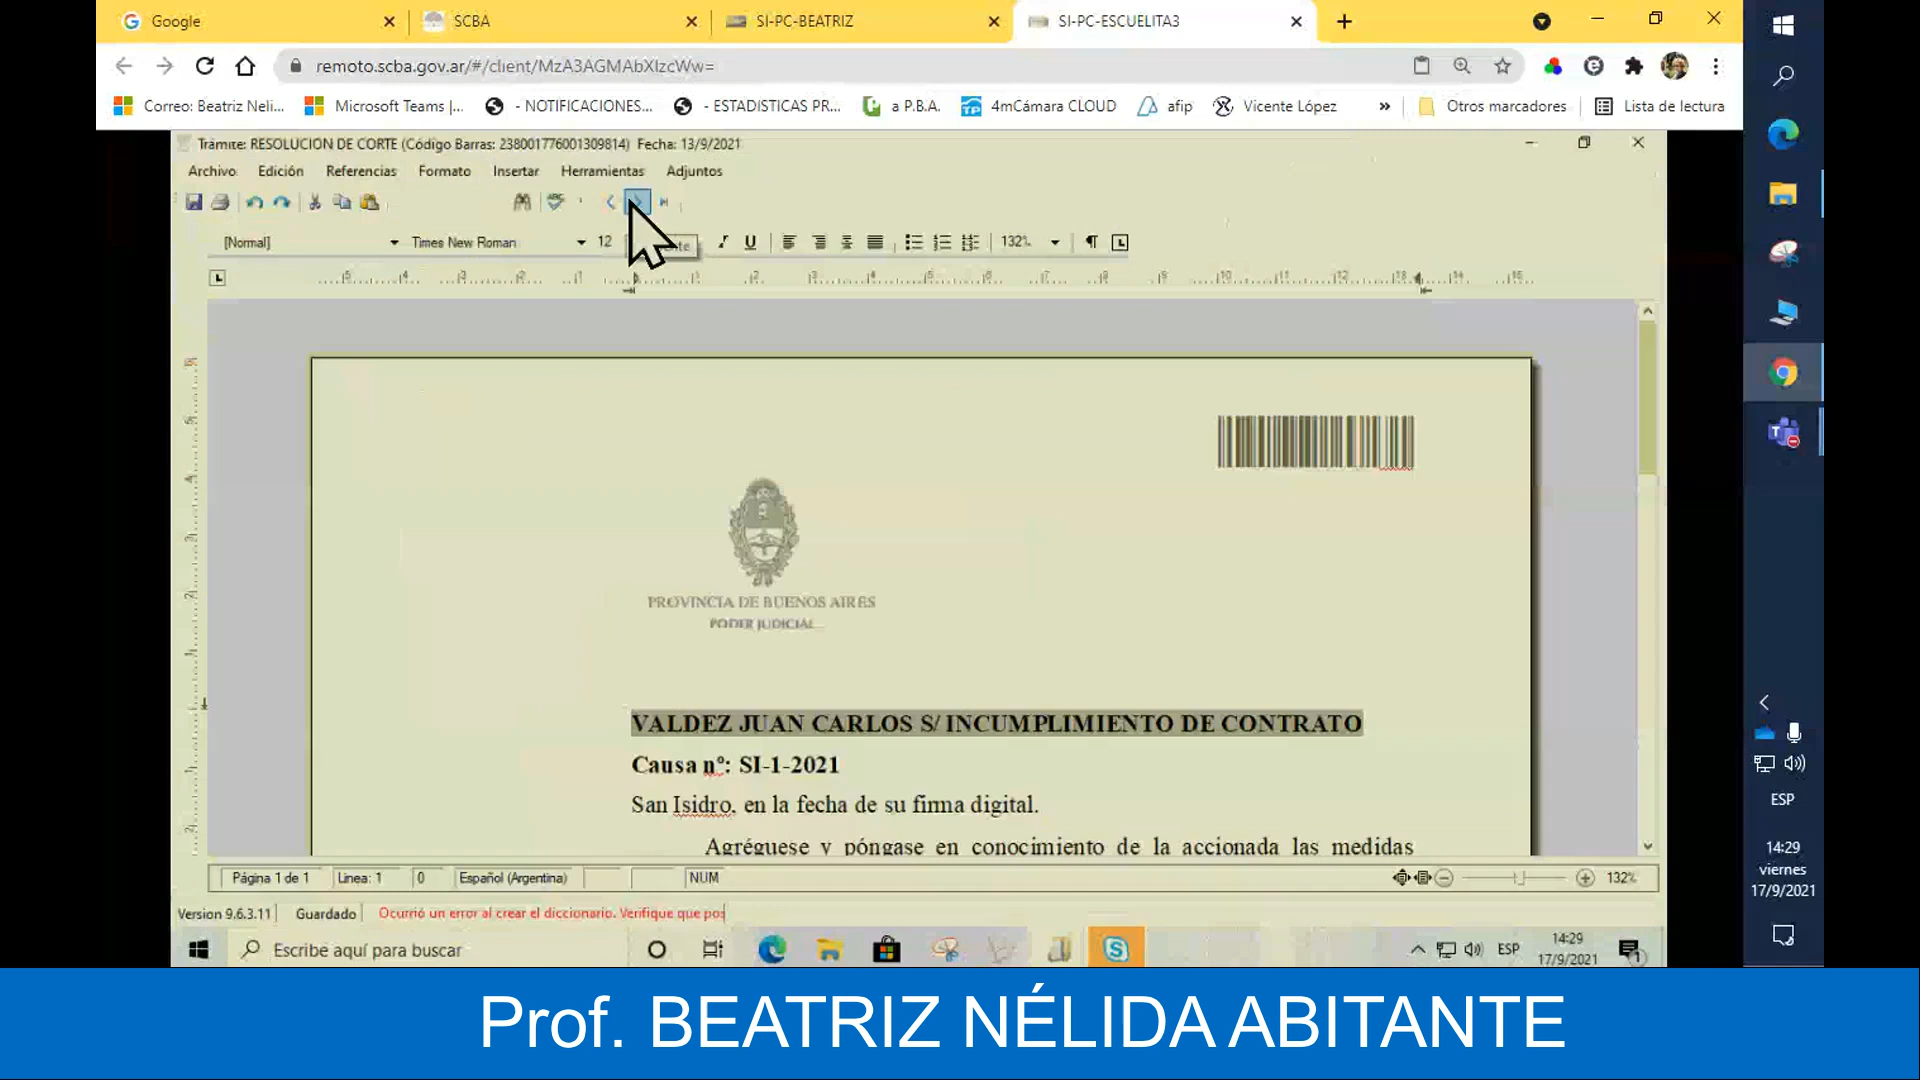 Google
SCBA
SI-PC-BEATRIZ
SI-PC-ESCUELITA3
remoto.scba.gov.ar/#/client/MzA3AGMAbXlzcWw=
Correo: Beatriz Neli...
Microsoft Teams |...
- NOTIFICACIONES...
- ESTADISTICAS PR...
a P.B.A.
4mCámara CLOUD
afip
Vicente López
»
Otros marcadores
Lista de lectura
Trámite: RESOLUCION DE CORTE (Código Barras: 238001776001309814) Fecha: 13/9/2021
Archivo Edición Referencias Formato Insertar Herramientas Adjuntos
[Normal] Times New Roman 12 132%
PROVINCIA DE BUENOS AIRES
PODER JUDICIAL
VALDEZ JUAN CARLOS S/ INCUMPLIMIENTO DE CONTRATO
Causa nº: SI-1-2021
San Isidro, en la fecha de su firma digital.
Agréguese y póngase en conocimiento de la accionada las medidas
Página 1 de 1 Linea: 1 0 Español (Argentina) NUM 132%
Version 9.6.3.11 Guardado Ocurrió un error al crear el diccionario. Verifique que pos
Escribe aquí para buscar
ESP
14:29
17/9/2021
ESP
14:29
viernes
17/9/2021
Prof. BEATRIZ NÉLIDA ABITANTE